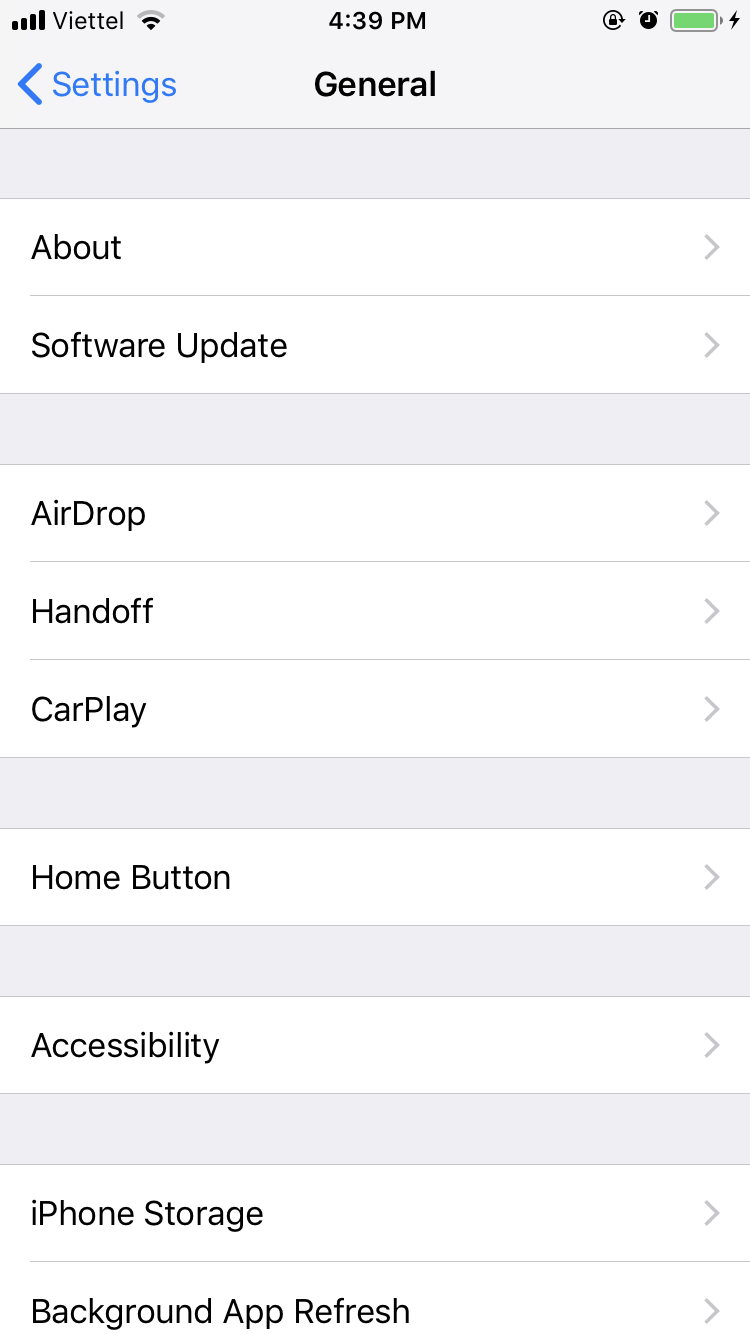 Viettel 4:39 PM
Settings General
About
Software Update
AirDrop
Handoff
CarPlay
Home Button
Accessibility
iPhone Storage
Background App Refresh